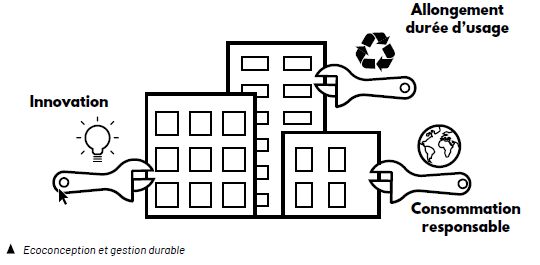 Allongement
durée d'usage
Innovation
Consommation
responsable
▲ Ecoconception et gestion durable